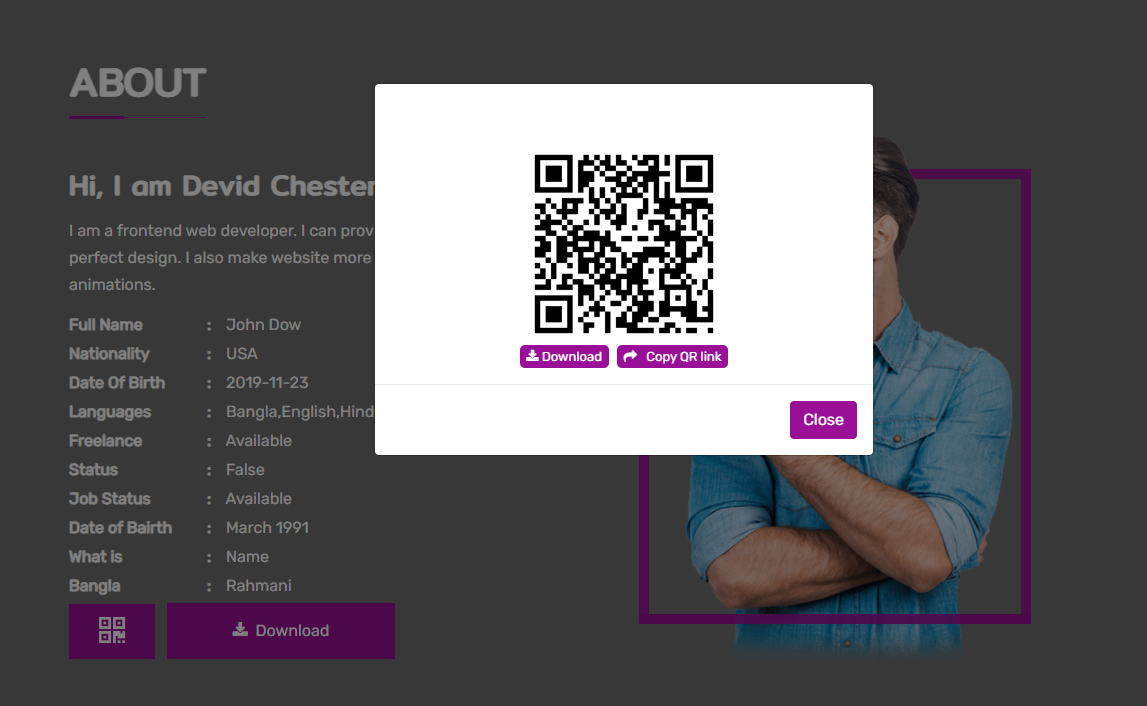 ABOUT
Hi, I am Devid Chester
I am a frontend web developer. I can prov
perfect design. I also make website more
animations.
Full Name : John Dow
Nationality : USA
Date Of Birth : 2019-11-23
Languages : Bangla,English,Hind
Freelance : Available
Status : False
Job Status : Available
Date of Bairth : March 1991
What is : Name
Bangla : Rahmani
Download
Download Copy QR link
Close